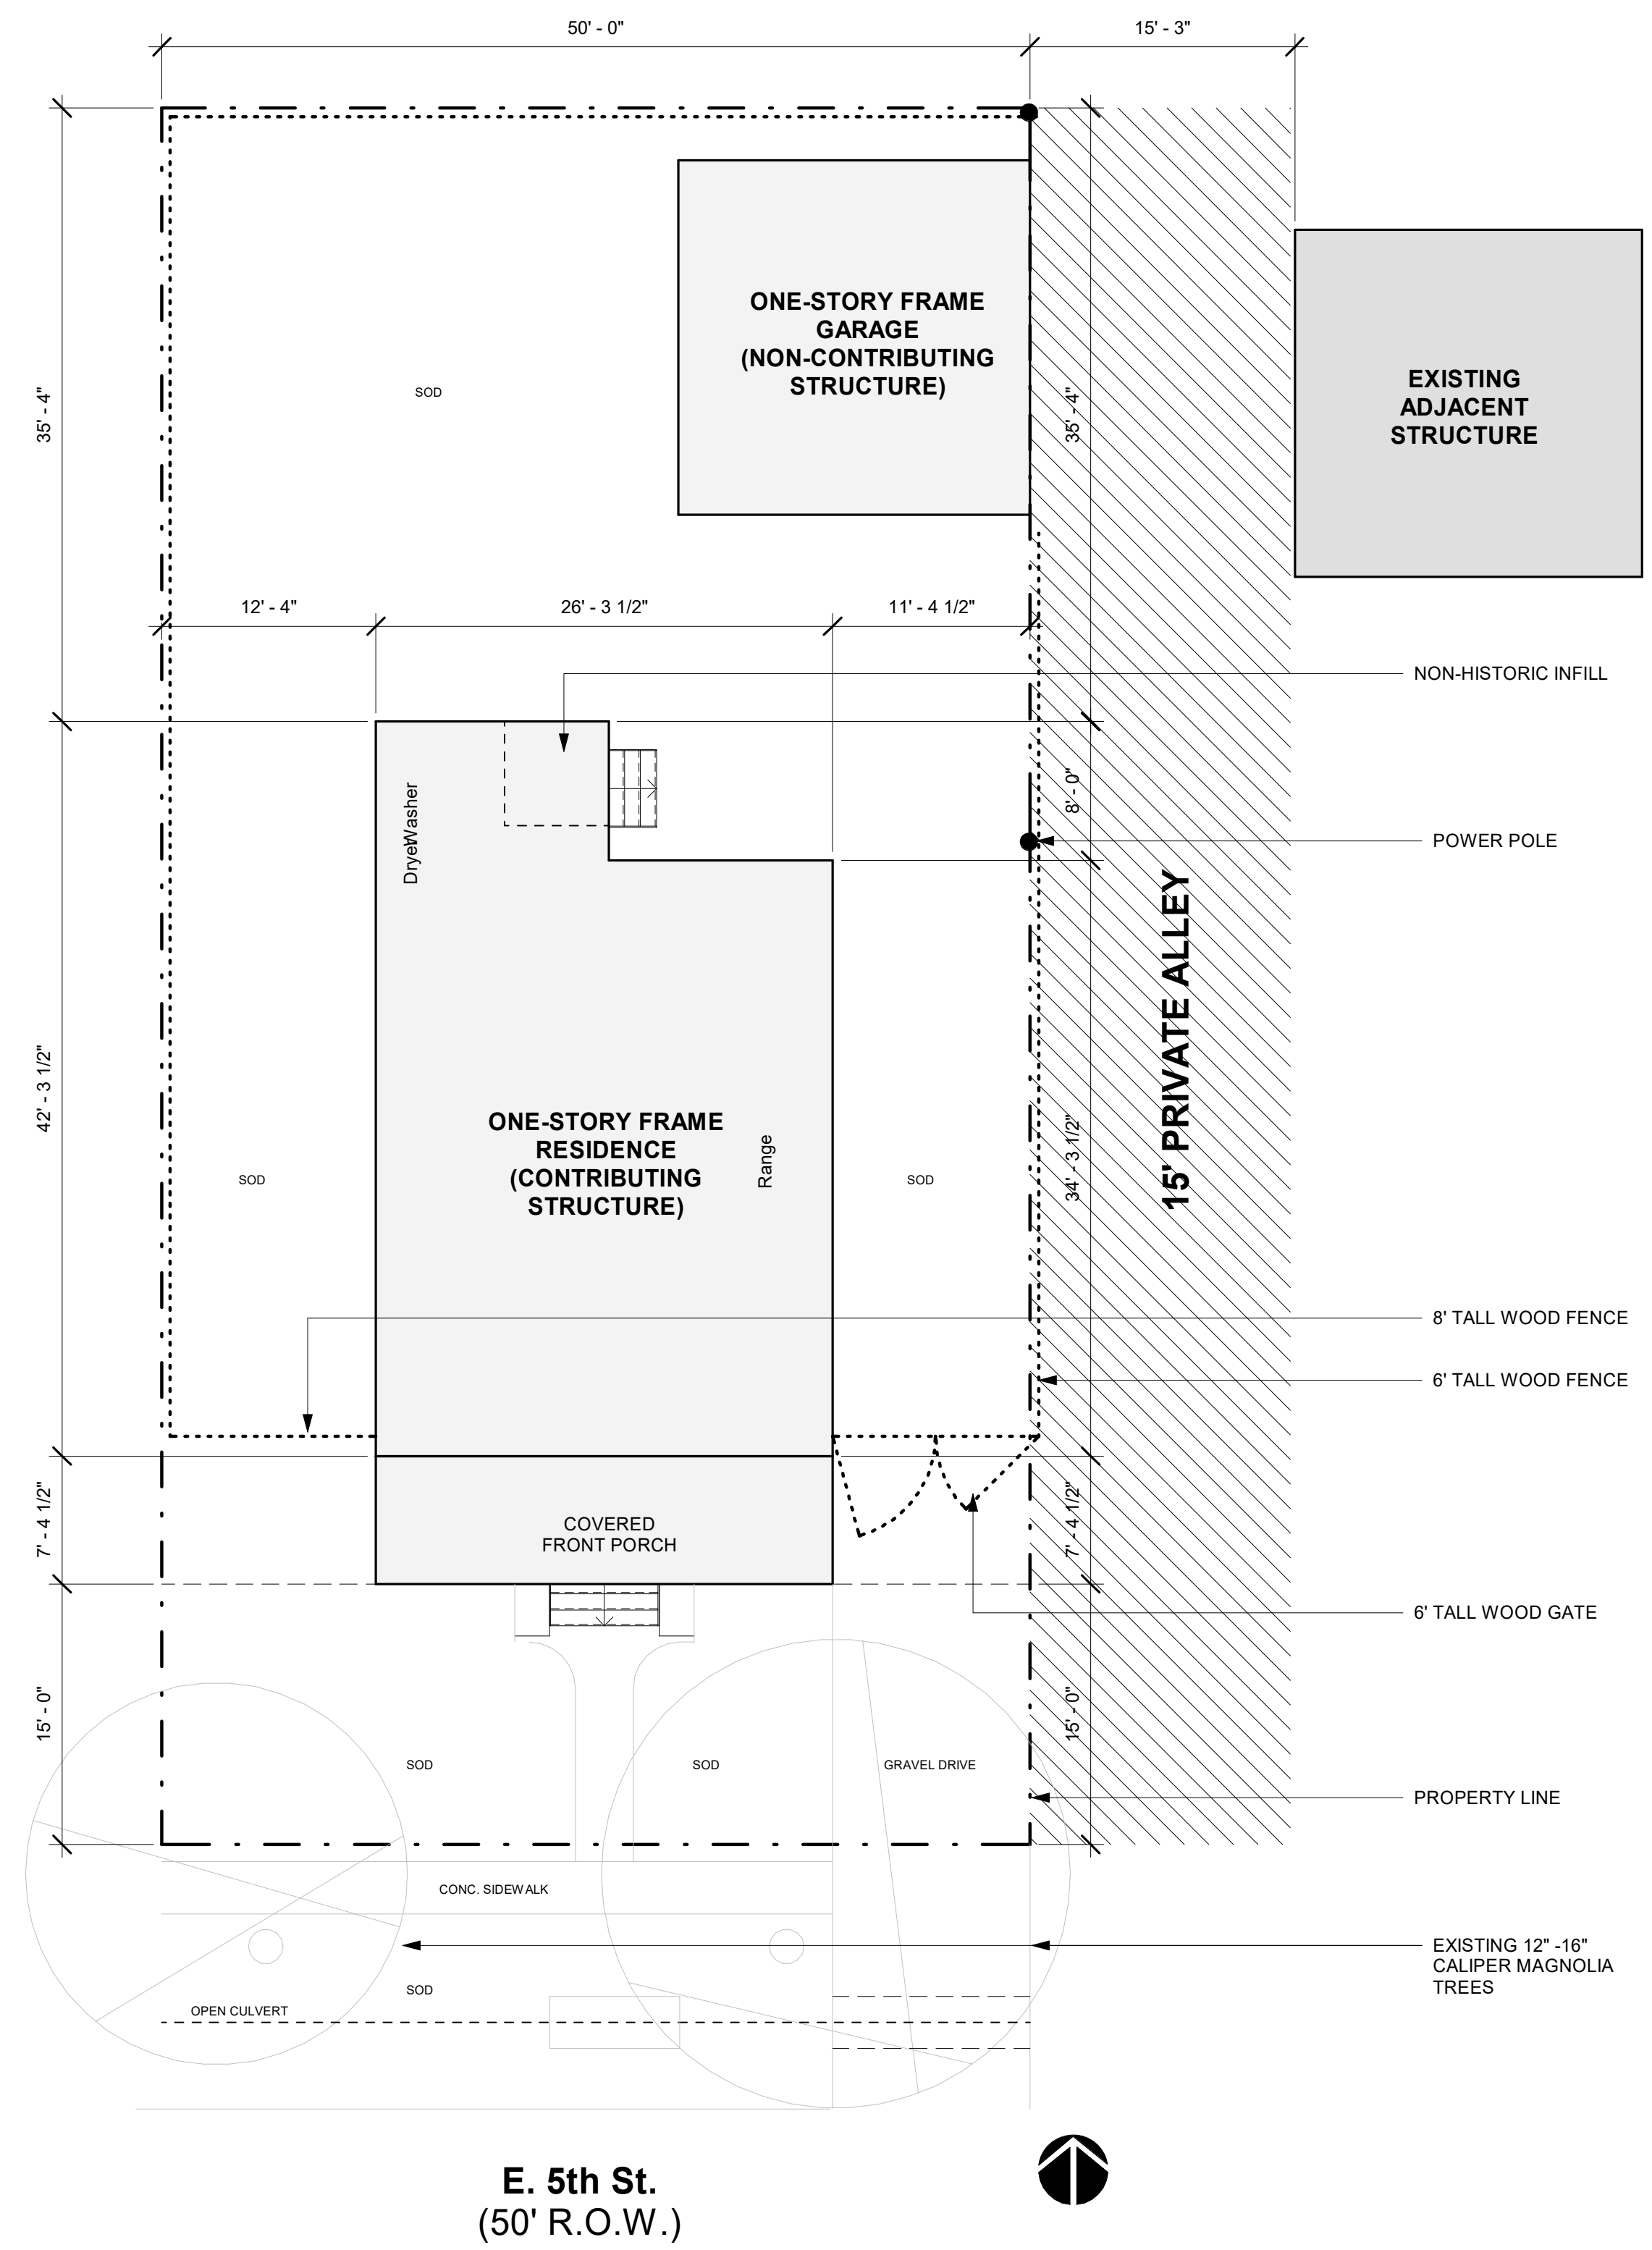 50' - 0"
15' - 3"
ONE-STORY FRAME
GARAGE
(NON-CONTRIBUTING
STRUCTURE)
EXISTING
ADJACENT
STRUCTURE
SOD
35' - 4"
35' - 4"
12' - 4"
26' - 3 1/2"
11' - 4 1/2"
NON-HISTORIC INFILL
8' - 0"
Dryer
Washer
POWER POLE
15' PRIVATE ALLEY
42' - 3 1/2"
ONE-STORY FRAME
RESIDENCE
(CONTRIBUTING
STRUCTURE)
Range
SOD
SOD
34' - 3 1/2"
8' TALL WOOD FENCE
6' TALL WOOD FENCE
7' - 4 1/2"
COVERED
FRONT PORCH
7' - 4 1/2"
6' TALL WOOD GATE
15' - 0"
15' - 0"
SOD
SOD
GRAVEL DRIVE
PROPERTY LINE
CONC. SIDEWALK
EXISTING 12" -16"
CALIPER MAGNOLIA
TREES
SOD
OPEN CULVERT
E. 5th St.
(50' R.O.W.)